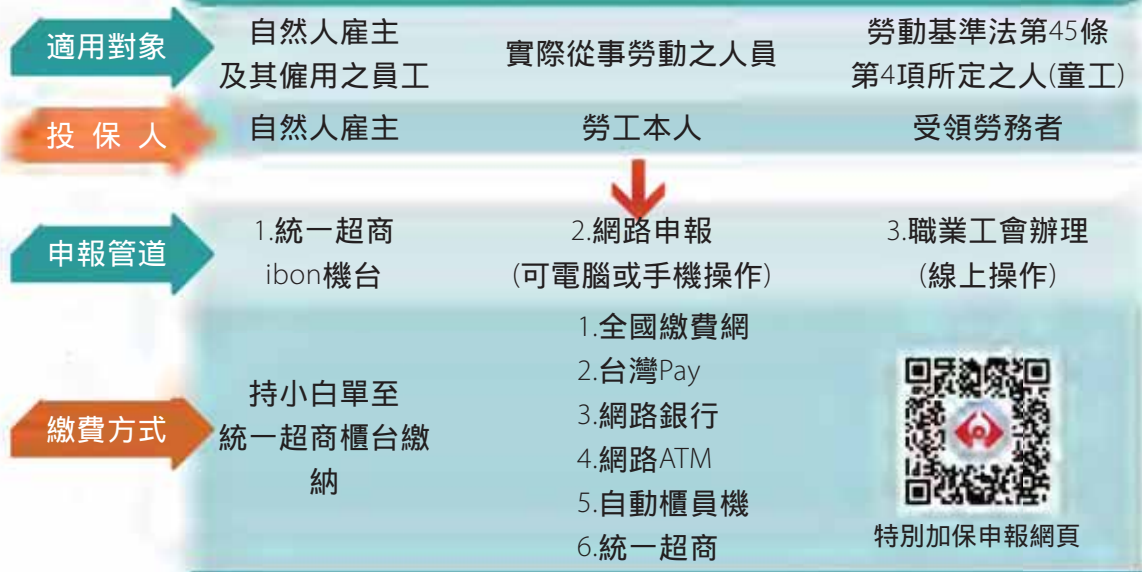 適用對象
自然人雇主
及其僱用之員工
實際從事勞動之人員
勞動基準法第45條
第4項所定之人(童工)
投保人
自然人雇主
勞工本人
受領勞務者
申報管道
1.統一超商
ibon機台
2.網路申報
(可電腦或手機操作)
3.職業工會辦理
(線上操作)
繳費方式
持小白單至
統一超商櫃台繳
納
1.全國繳費網
2.台灣Pay
3.網路銀行
4.網路ATM
5.自動櫃員機
6.統一超商
特別加保申報網頁